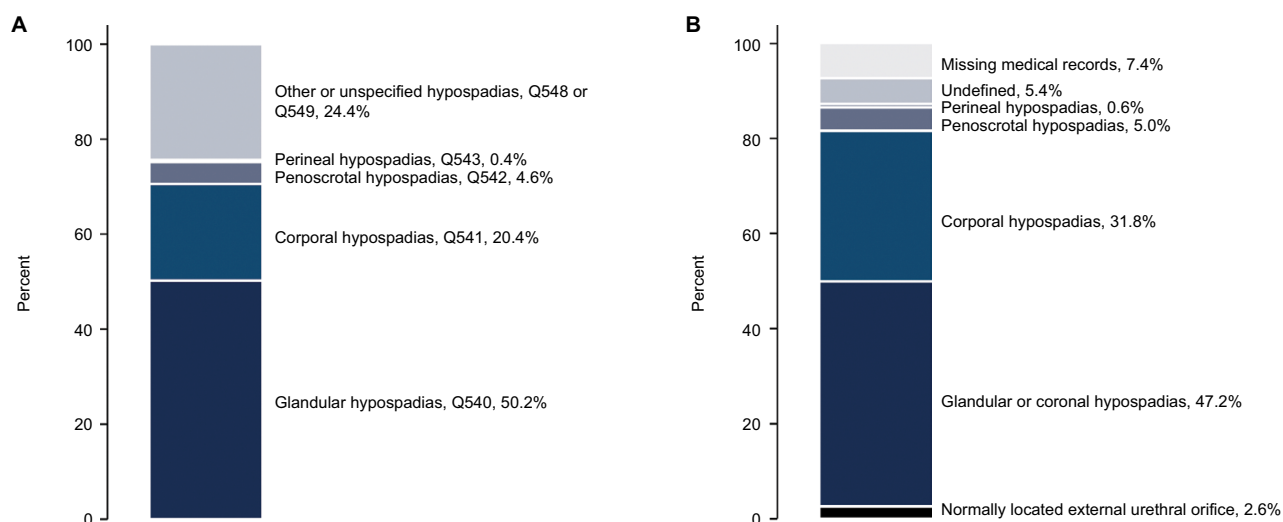 A
Percent
100
80
60
40
20
0
Other or unspecified hypospadias, Q548 or
Q549, 24.4%
Perineal hypospadias, Q543, 0.4%
Penoscrotal hypospadias, Q542, 4.6%
Corporal hypospadias, Q541, 20.4%
Glandular hypospadias, Q540, 50.2%
B
Percent
100
80
60
40
20
0
Missing medical records, 7.4%
Undefined, 5.4%
Perineal hypospadias, 0.6%
Penoscrotal hypospadias, 5.0%
Corporal hypospadias, 31.8%
Glandular or coronal hypospadias, 47.2%
Normally located external urethral orifice, 2.6%